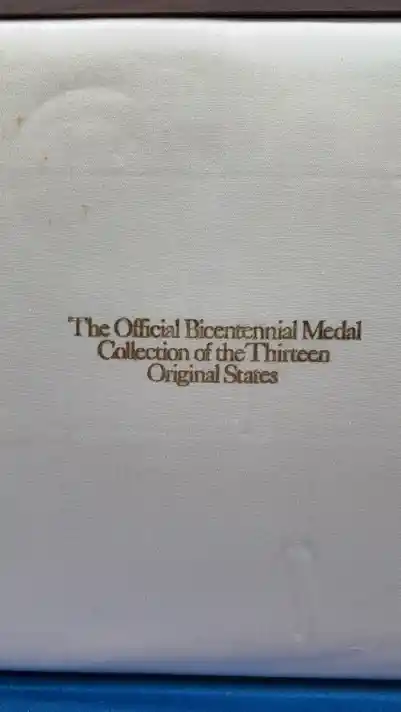 The Official Bicentennial Medal
Collection of the Thirteen
Original States